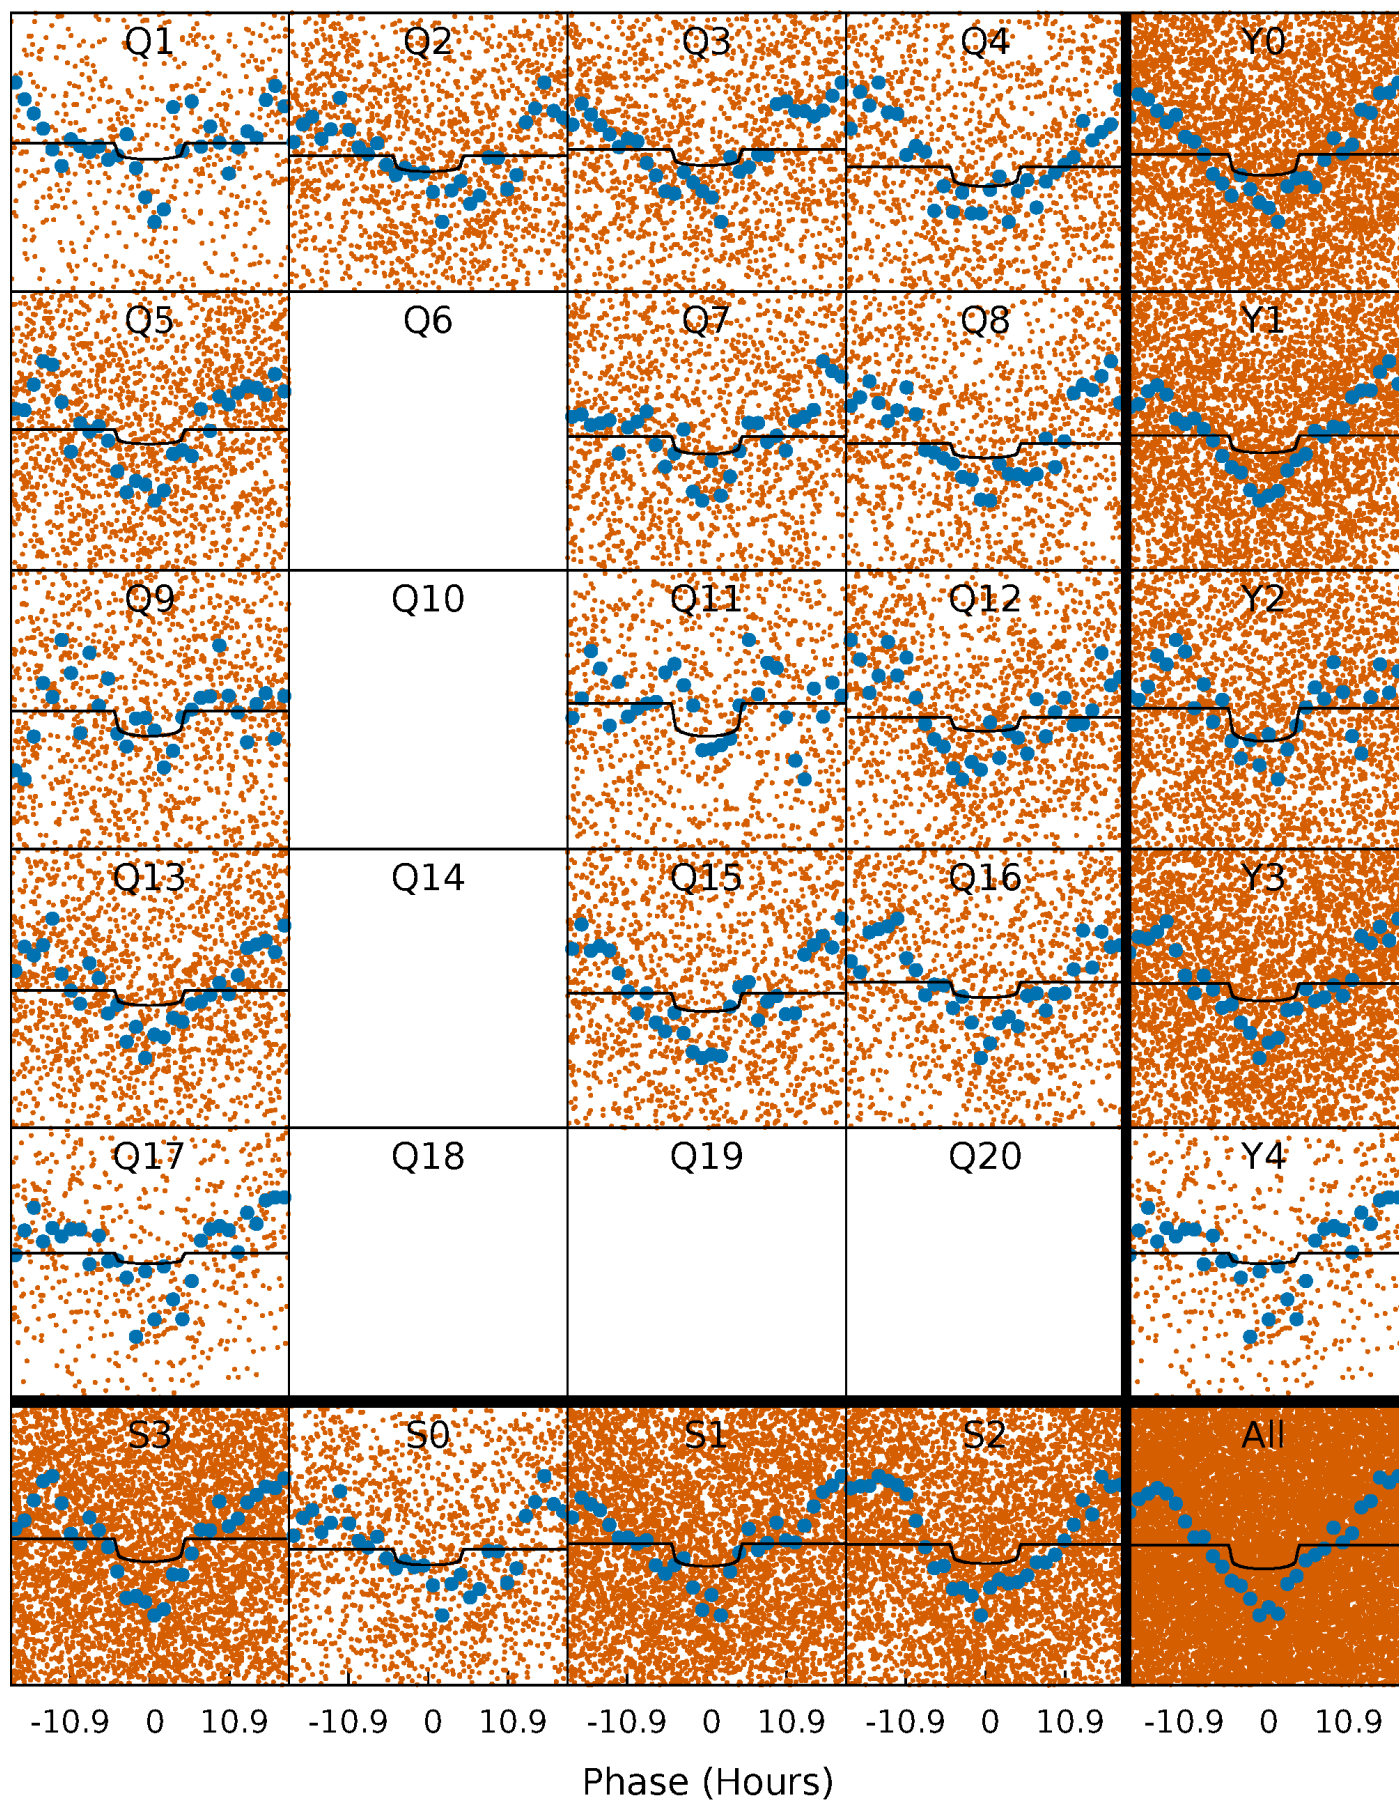 Q1 Q2 Q3 Q4 Y0
Q5 Q6 Q7 Q8 Y1
Q9 Q10 Q11 Q12 Y2
Q13 Q14 Q15 Q16 Y3
Q17 Q18 Q19 Q20 Y4
S3 S0 S1 S2 All
-10.9 0 10.9 -10.9 0 10.9 -10.9 0 10.9 -10.9 0 10.9 -10.9 0 10.9
Phase (Hours)